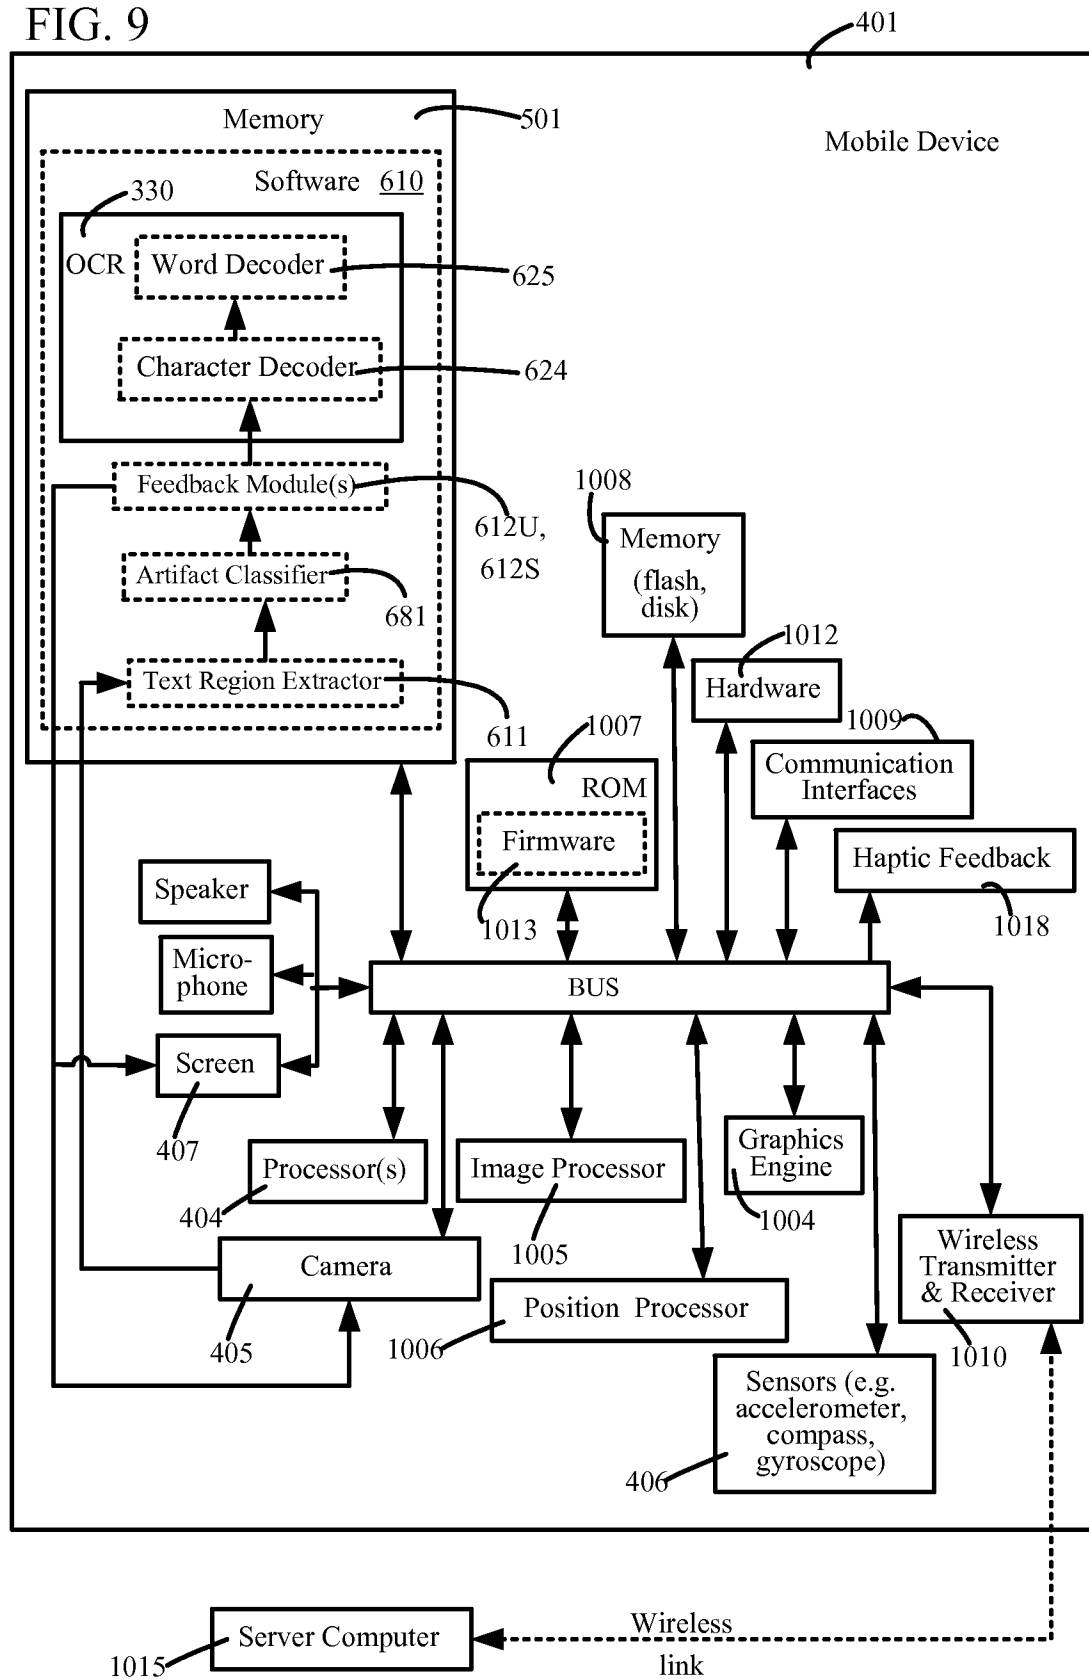 FIG. 9
401
Memory
501
Mobile Device
Software 610
330
OCR
Word Decoder
625
Character Decoder
624
Feedback Module(s)
612U,
612S
Artifact Classifier
681
Text Region Extractor
611
1008
Memory
(flash,
disk)
1012
Hardware
1009
Communication
Interfaces
1007
ROM
Firmware
1013
Haptic Feedback
1018
Speaker
Micro-
phone
BUS
Screen
407
Processor(s)
404
Image Processor
1005
Graphics
Engine
1004
Camera
405
Position Processor
1006
Wireless
Transmitter
& Receiver
1010
Sensors (e.g.
accelerometer,
compass,
gyroscope)
406
Server Computer
1015
Wireless
link